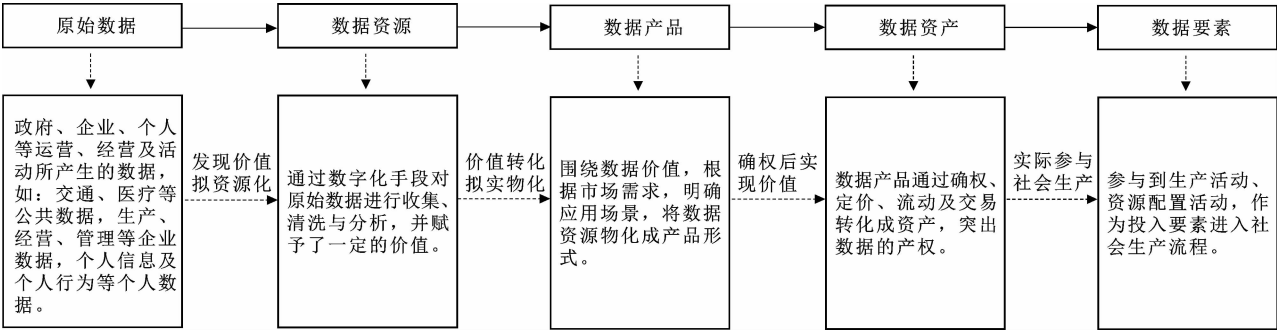 原始数据
数据资源
数据产品
数据资产
数据要素
政府、企业、个人
等运营、经营及活
动所产生的数据，
如：交通、医疗等
公共数据，生产、
经营、管理等企业
数据，个人信息及
个人行为等个人数
据。
发现价值
拟资源化
通过数字化手段对
原始数据进行收集、
清洗与分析，并赋
予了一定的价值。
价值转化
拟实物化
围绕数据价值，根
据市场需求，明确
应用场景，将数据
资源物化成产品形
式。
确权后实
现价值
数据产品通过确权、
定价、流动及交易
转化成资产，突出
数据的产权。
实际参与
社会生产
参与到生产活动、
资源配置活动，作
为投入要素进入社
会生产流程。